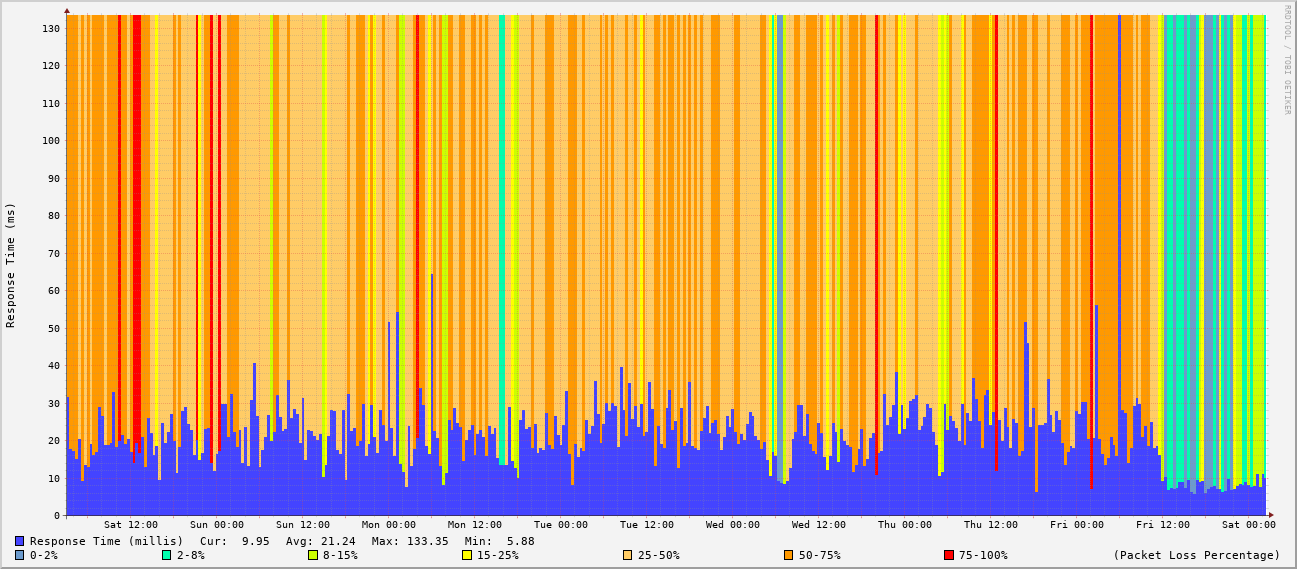 RRDTOOL / TOBI OETIKER
Response Time (ms)
130
120
110
100
90
80
70
60
50
40
30
20
10
0
Sat 12:00 Sun 00:00 Sun 12:00 Mon 00:00 Mon 12:00 Tue 00:00 Tue 12:00 Wed 00:00 Wed 12:00 Thu 00:00 Thu 12:00 Fri 00:00 Fri 12:00 Sat 00:00
Response Time (millis) Cur: 9.95 Avg: 21.24 Max: 133.35 Min: 5.88
0-2% 2-8% 8-15% 15-25% 25-50% 50-75% 75-100% (Packet Loss Percentage)